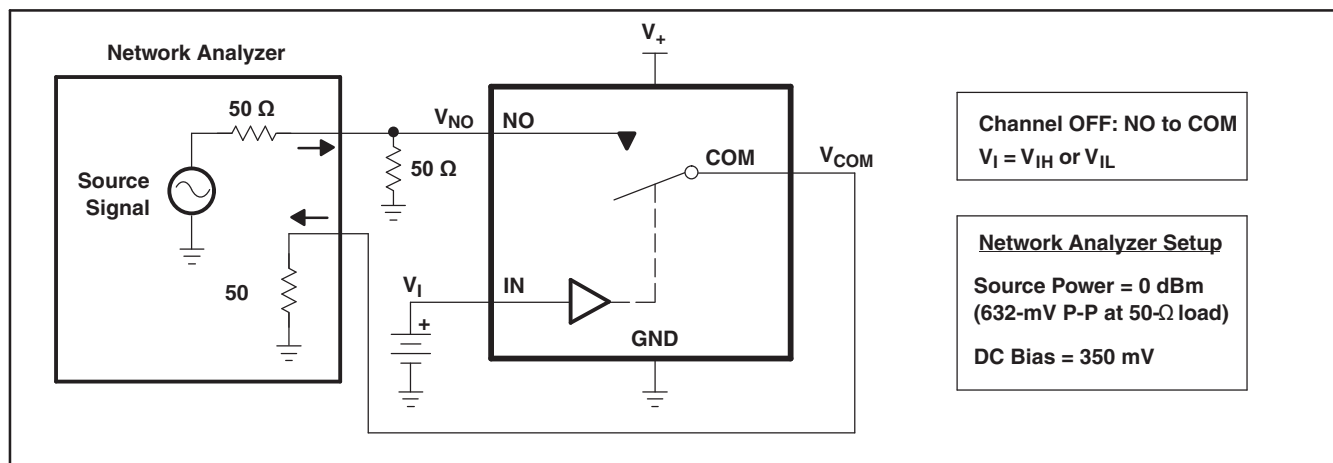 Network Analyzer
50 Ω
Source
Signal
50
V_NO
NO
50 Ω
V_I
IN
+
V_+
COM
GND
V_COM
Channel OFF: NO to COM
V_I = V_IH or V_IL
Network Analyzer Setup
Source Power = 0 dBm
(632-mV P-P at 50-Ω load)
DC Bias = 350 mV